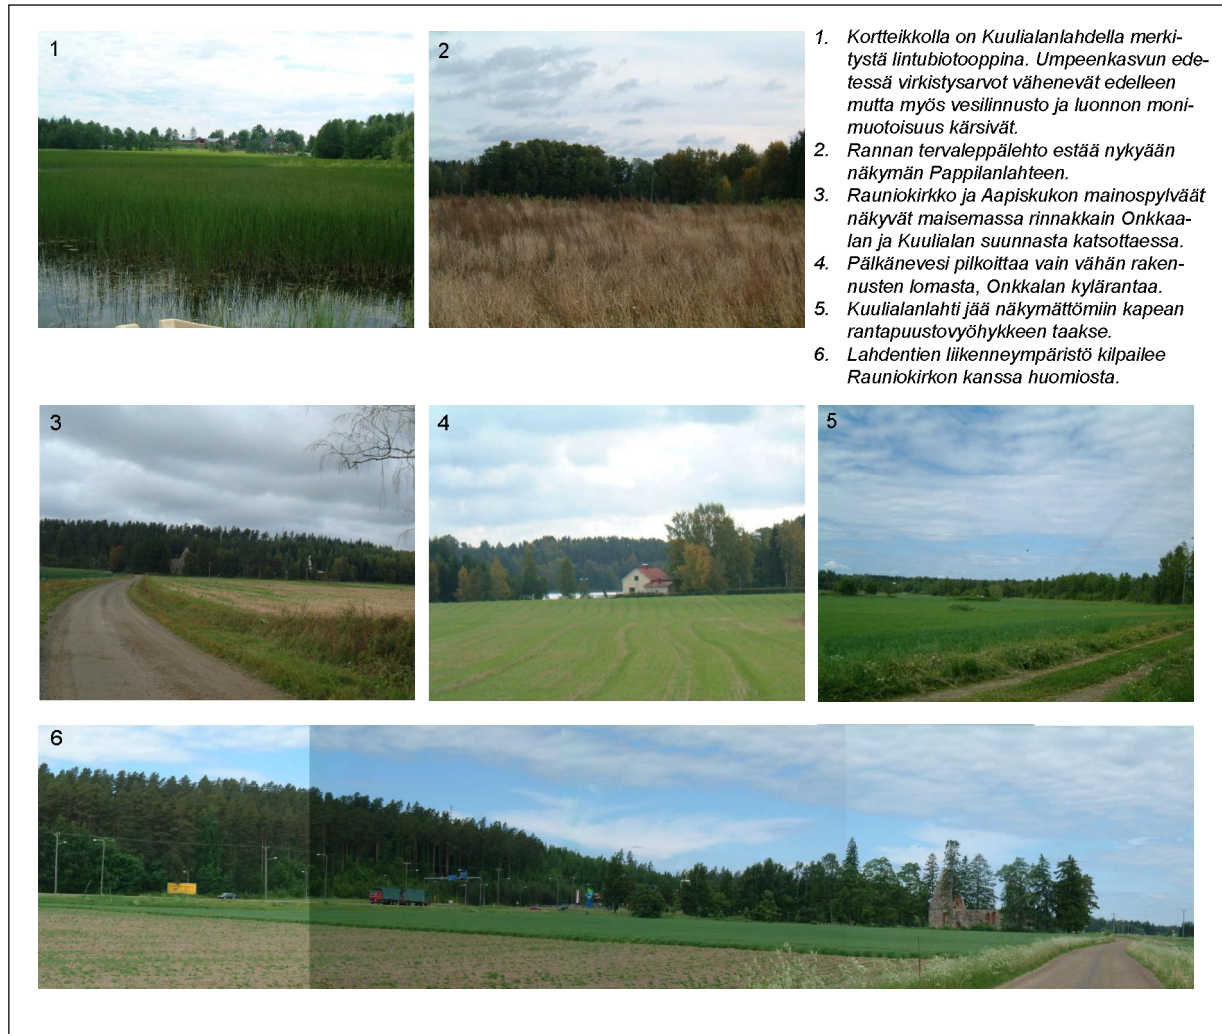 1
2
1. Kortteikkolla on Kuulialanlahdella merki-
tystä lintubiotooppina. Umpeenkasvun ede-
tessä virkistysarvot vähenevät edelleen
mutta myös vesilinnusto ja luonnon moni-
muotoisuus kärsivät.
2. Rannan tervaleppälehto estää nykyään
näkymän Pappilanlahteen.
3. Rauniokirkko ja Aapiskukon mainospylväät
näkyvät maisemassa rinnakkain Onkkaa-
lan ja Kuulialan suunnasta katsottaessa.
4. Pälkänevesi pilkoittaa vain vähän raken-
nusten lomasta, Onkkalan kylärantaa.
5. Kuulialanlahti jää näkymättömiin kapean
rantapuustovyöhykkeen taakse.
6. Lahdentien liikenneympäristö kilpailee
Rauniokirkon kanssa huomiosta.
3
4
5
6